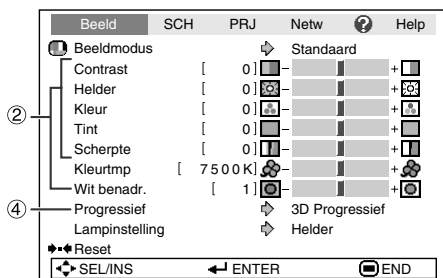 Beeld SCH PRJ Netw ? Help
Beeldmodus Standaard
Contrast [ 0] - +
Helder [ 0] - +
② Kleur [ 0] - +
Tint [ 0] - +
Scherpte [ 0] - +
Kleurtmp [ 7500K] - +
Wit benadr. [ 1] - +
④ Progressief 3D Progressief
Lampinstelling Helder
Reset
SEL/INS ENTER END